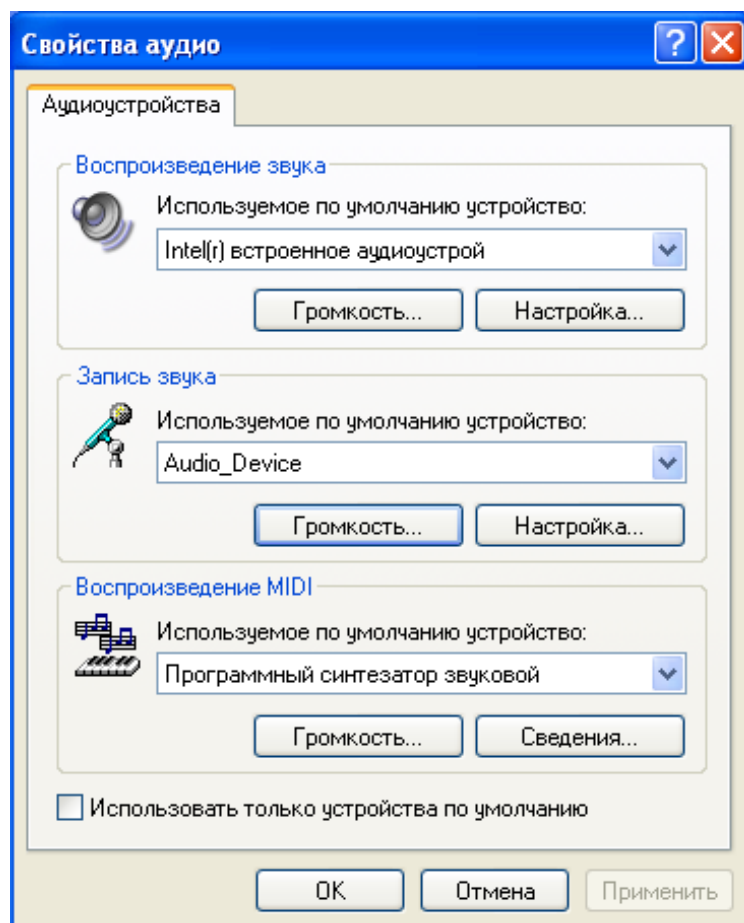 Свойства аудио
Аудиоустройства
Воспроизведение звука
Используемое по умолчанию устройство:
Intel(r) встроенное аудиоустрой
Громкость... Настройка...
Запись звука
Используемое по умолчанию устройство:
Audio_Device
Громкость... Настройка...
Воспроизведение MIDI
Используемое по умолчанию устройство:
Программный синтезатор звуковой
Громкость... Сведения...
Использовать только устройства по умолчанию
OK Отмена Применить